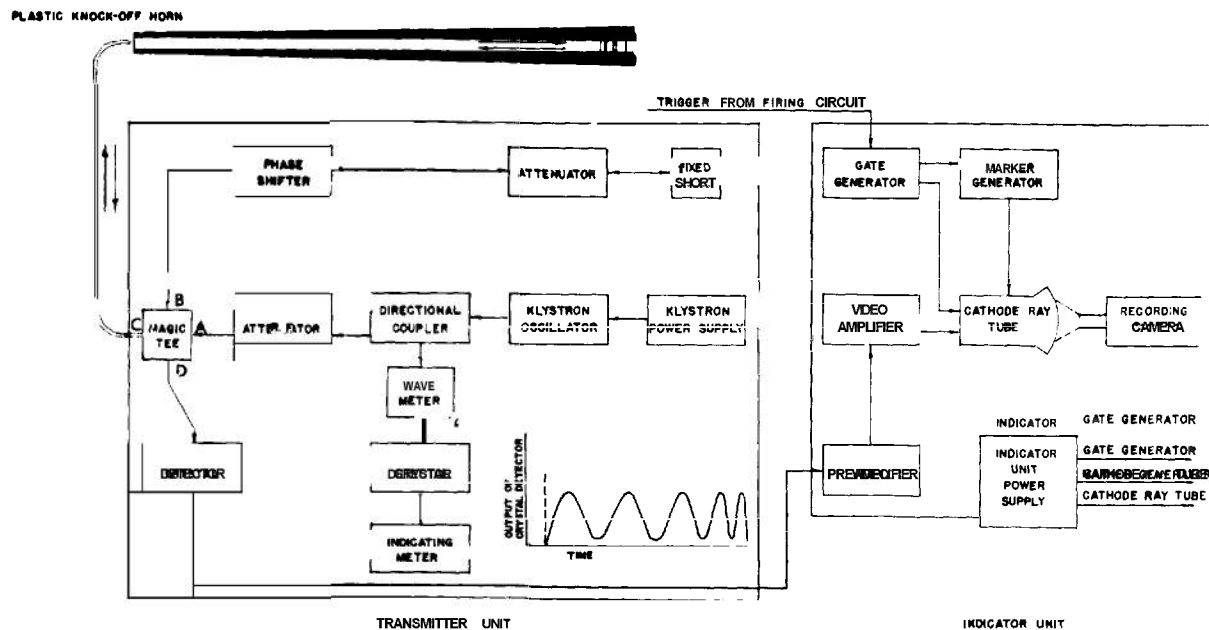 PLASTIC KNOCK-OFF HORN
TRIGGER FROM FIRING CIRCUIT
PHASE
SHIFTER
ATTENUATOR
FIXED
SHORT
GATE
GENERATOR
MARKER
GENERATOR
B
C
MAGIC
TEE
A
D
DIRECTIONAL
COUPLER
KLYSTRON
OSCILLATOR
KLYSTRON
POWER SUPPLY
VIDEO
AMPLIFIER
CATHODE RAY
TUBE
RECORDING
CAMERA
WAVE
METER
INDICATING
METER
OUTPUT OF
CRYSTAL DETECTOR
TIME
INDICATOR
GATE GENERATOR
INDICATOR
UNIT
POWER
SUPPLY
GATE GENERATOR
CATHODE RAY TUBE
TRANSMITTER UNIT
INDICATOR UNIT